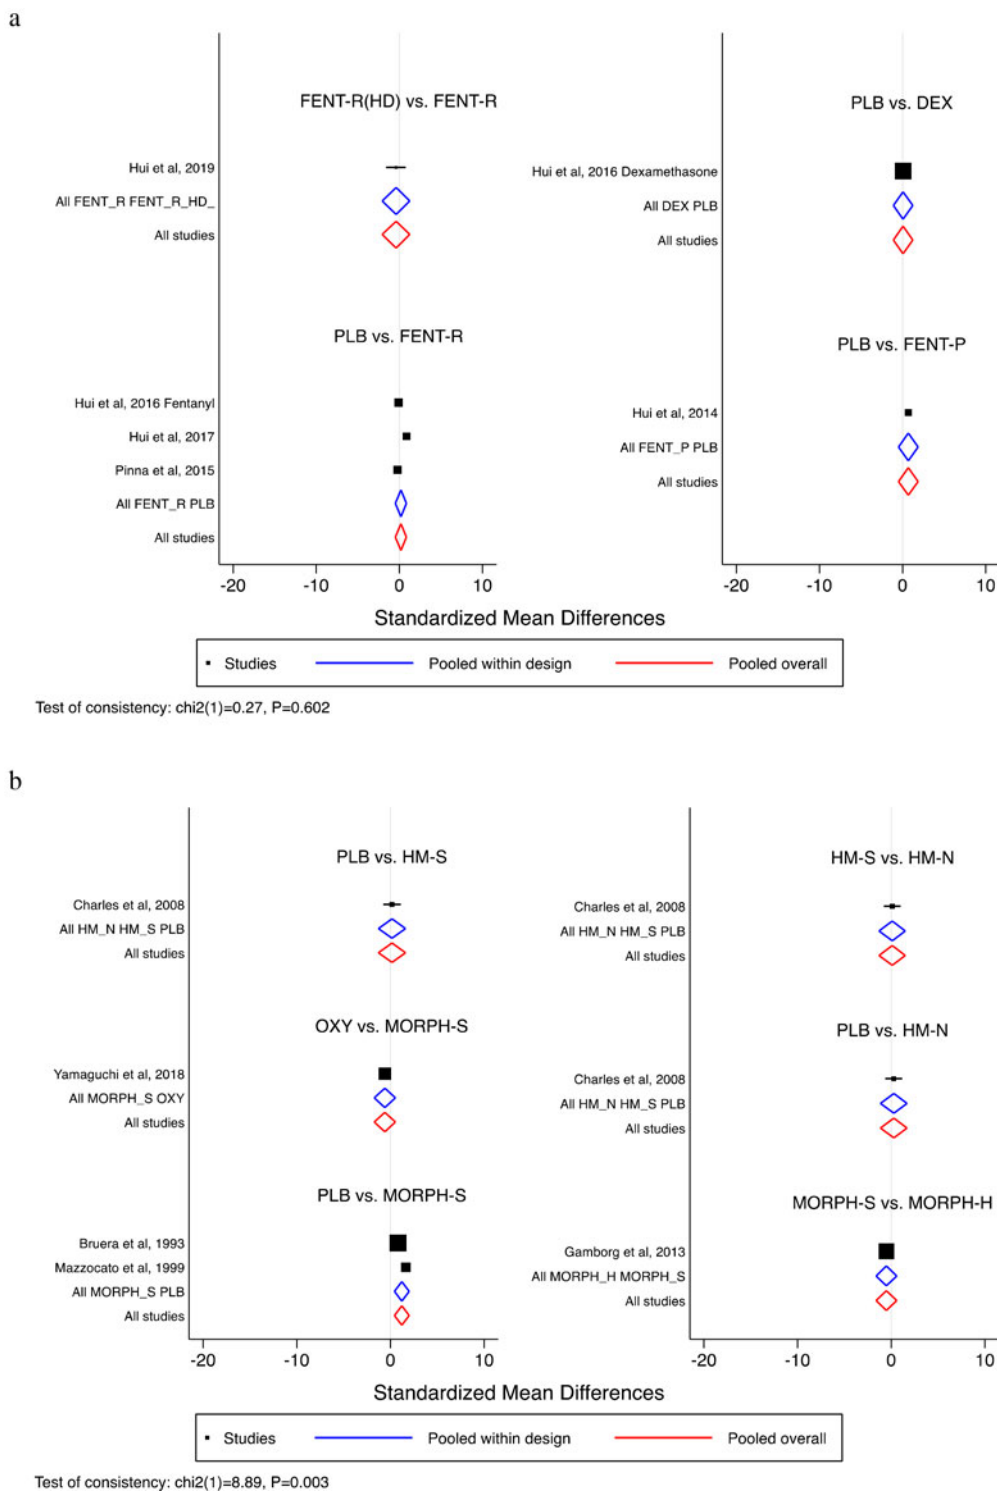 a
FENT-R(HD) vs. FENT-R
Hui et al, 2019
All FENT_R FENT_R_HD_
All studies
PLB vs. DEX
Hui et al, 2016 Dexamethasone
All DEX PLB
All studies
PLB vs. FENT-R
Hui et al, 2016 Fentanyl
Hui et al, 2017
Pinna et al, 2015
All FENT_R PLB
All studies
PLB vs. FENT-P
Hui et al, 2014
All FENT_P PLB
All studies
-20 -10 0 10
-20 -10 0 10
Standardized Mean Differences
Studies Pooled within design Pooled overall
Test of consistency: chi2(1)=0.27, P=0.602
b
PLB vs. HM-S
Charles et al, 2008
All HM_N HM_S PLB
All studies
HM-S vs. HM-N
Charles et al, 2008
All HM_N HM_S PLB
All studies
OXY vs. MORPH-S
Yamaguchi et al, 2018
All MORPH_S OXY
All studies
PLB vs. HM-N
Charles et al, 2008
All HM_N HM_S PLB
All studies
PLB vs. MORPH-S
Bruera et al, 1993
Mazzocato et al, 1999
All MORPH_S PLB
All studies
MORPH-S vs. MORPH-H
Gamborg et al, 2013
All MORPH_H MORPH_S
All studies
-20 -10 0 10
-20 -10 0 10
Standardized Mean Differences
Studies Pooled within design Pooled overall
Test of consistency: chi2(1)=8.89, P=0.003